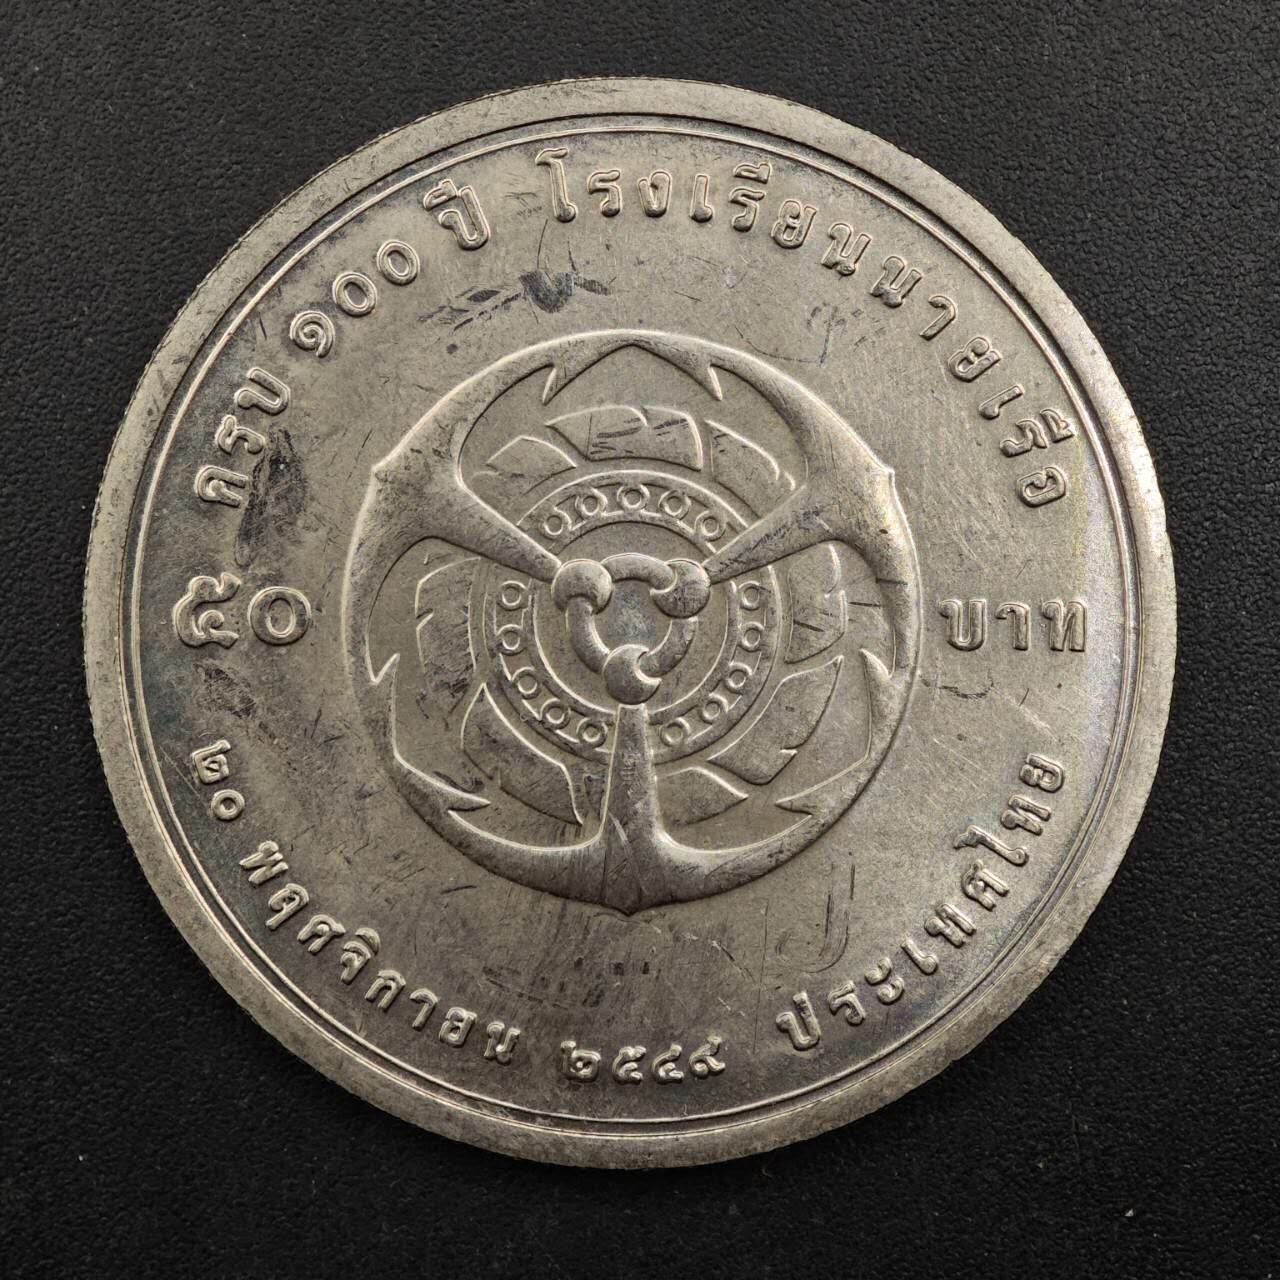 ครบ ๑๐๐ ปี โรงเรียนนายเรือ
๕๐ บาท
๒๐ พฤศจิกายน ๒๕๔๙ ประเทศไทย